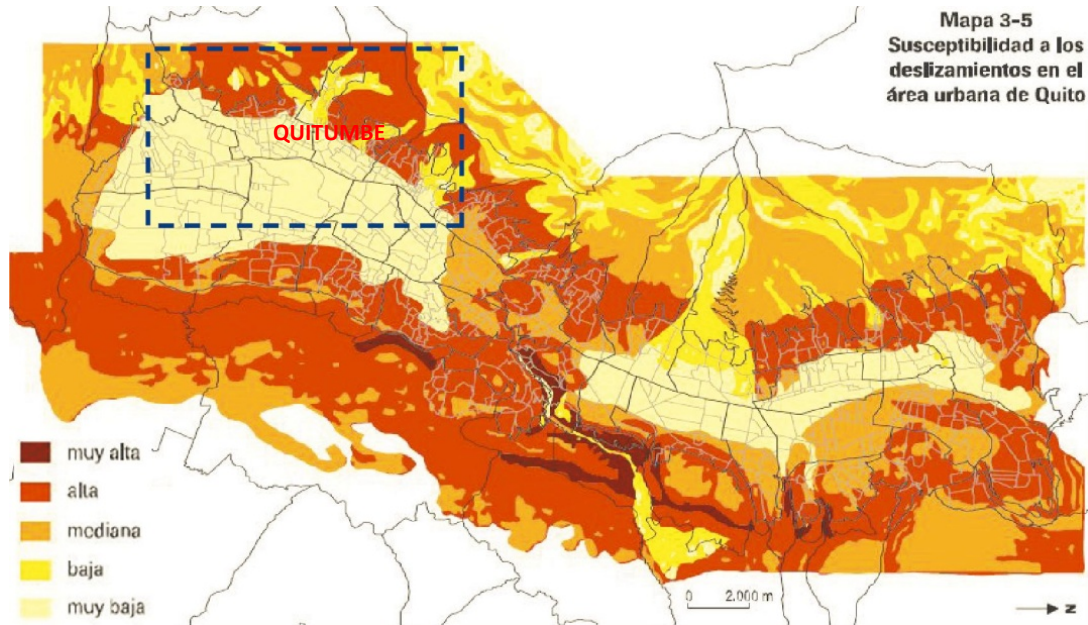 Mapa 3-5
Susceptibilidad a los
deslizamientos en el
área urbana de Quito
QUITUMBE
muy alta
alta
mediana
baja
muy baja
0 2.000 m
N